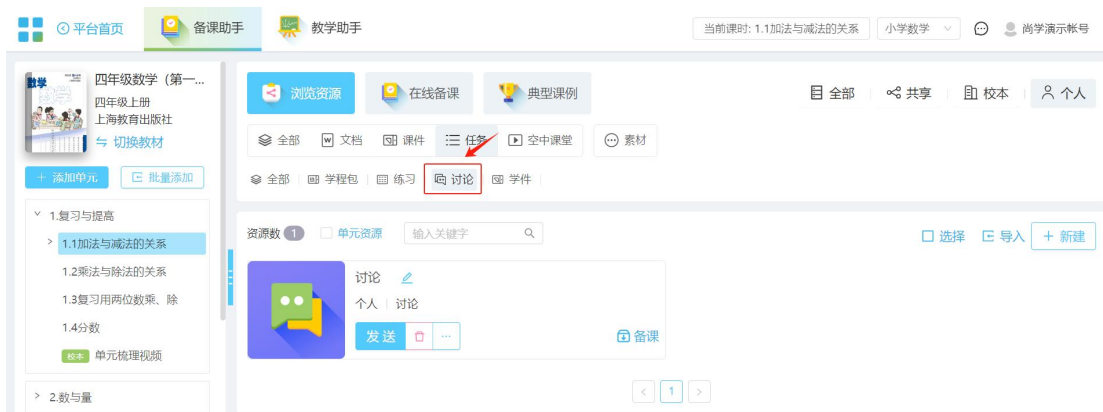 平台首页
备课助手
教学助手
当前课时: 1.1加法与减法的关系
小学数学
尚学演示帐号
数学
四年级数学（第一...
四年级上册
上海教育出版社
切换教材
+ 添加单元
批量添加
1.复习与提高
1.1加法与减法的关系
1.2乘法与除法的关系
1.3复习用两位数乘、除
1.4分数
校本 单元梳理视频
2.数与量
浏览资源
在线备课
典型课例
全部
共享
校本
个人
全部
文档
课件
任务
空中课堂
素材
全部
学程包
练习
讨论
学件
资源数 1
单元资源
输入关键字
选择
导入
+ 新建
讨论
个人 讨论
发送
备课
1